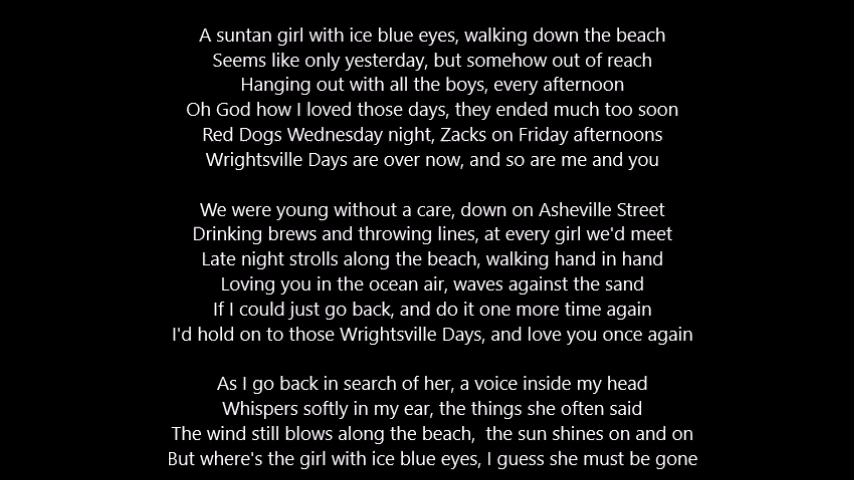 A suntan girl with ice blue eyes, walking down the beach
Seems like only yesterday, but somehow out of reach
Hanging out with all the boys, every afternoon
Oh God how I loved those days, they ended much too soon
Red Dogs Wednesday night, Zacks on Friday afternoons
Wrightsville Days are over now, and so are me and you
We were young without a care, down on Asheville Street
Drinking brews and throwing lines, at every girl we'd meet
Late night strolls along the beach, walking hand in hand
Loving you in the ocean air, waves against the sand
If I could just go back, and do it one more time again
I'd hold on to those Wrightsville Days, and love you once again
As I go back in search of her, a voice inside my head
Whispers softly in my ear, the things she often said
The wind still blows along the beach,  the sun shines on and on
But where's the girl with ice blue eyes, I guess she must be gone